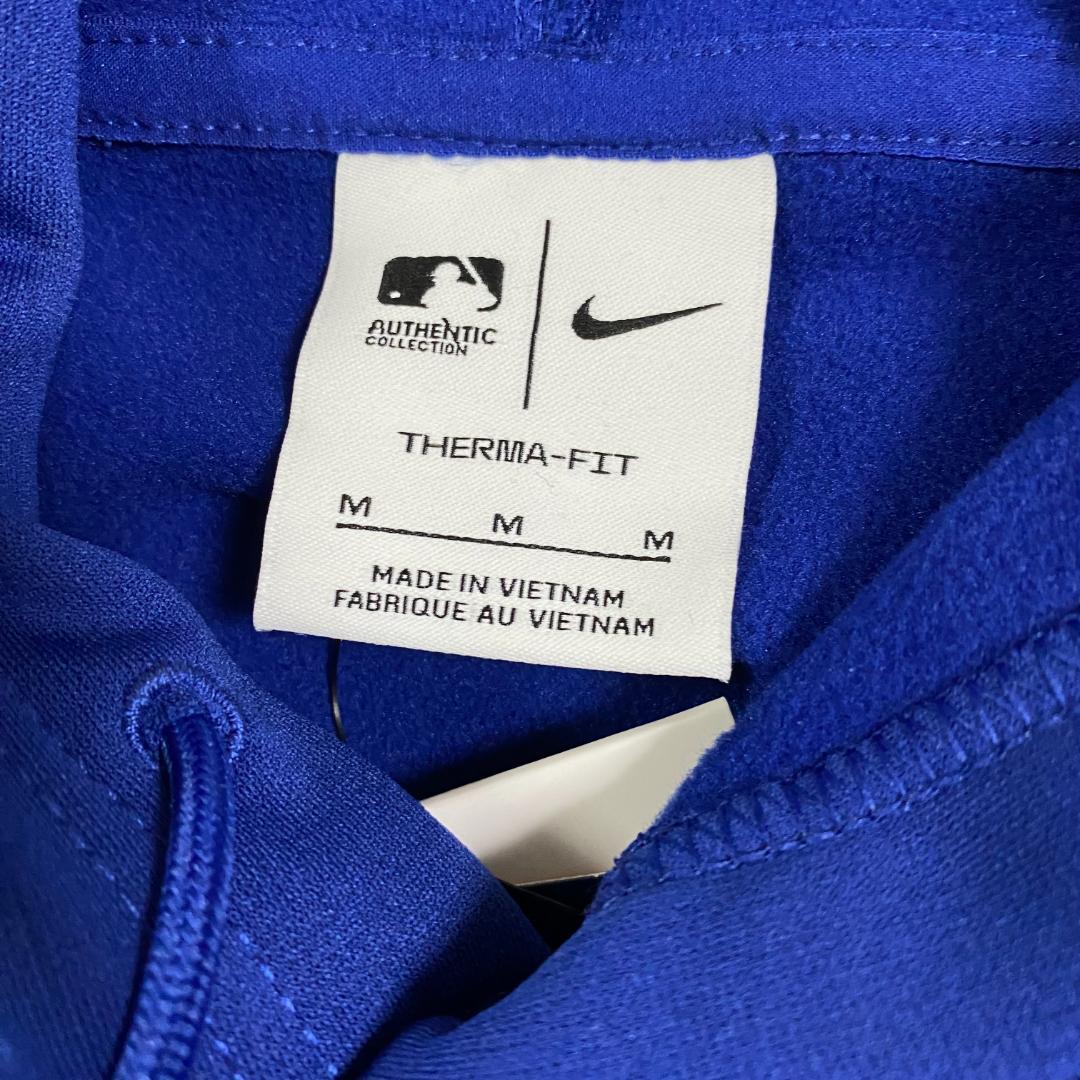 AUTHENTIC
COLLECTION
THERMA-FIT
M M M
MADE IN VIETNAM
FABRIQUE AU VIETNAM